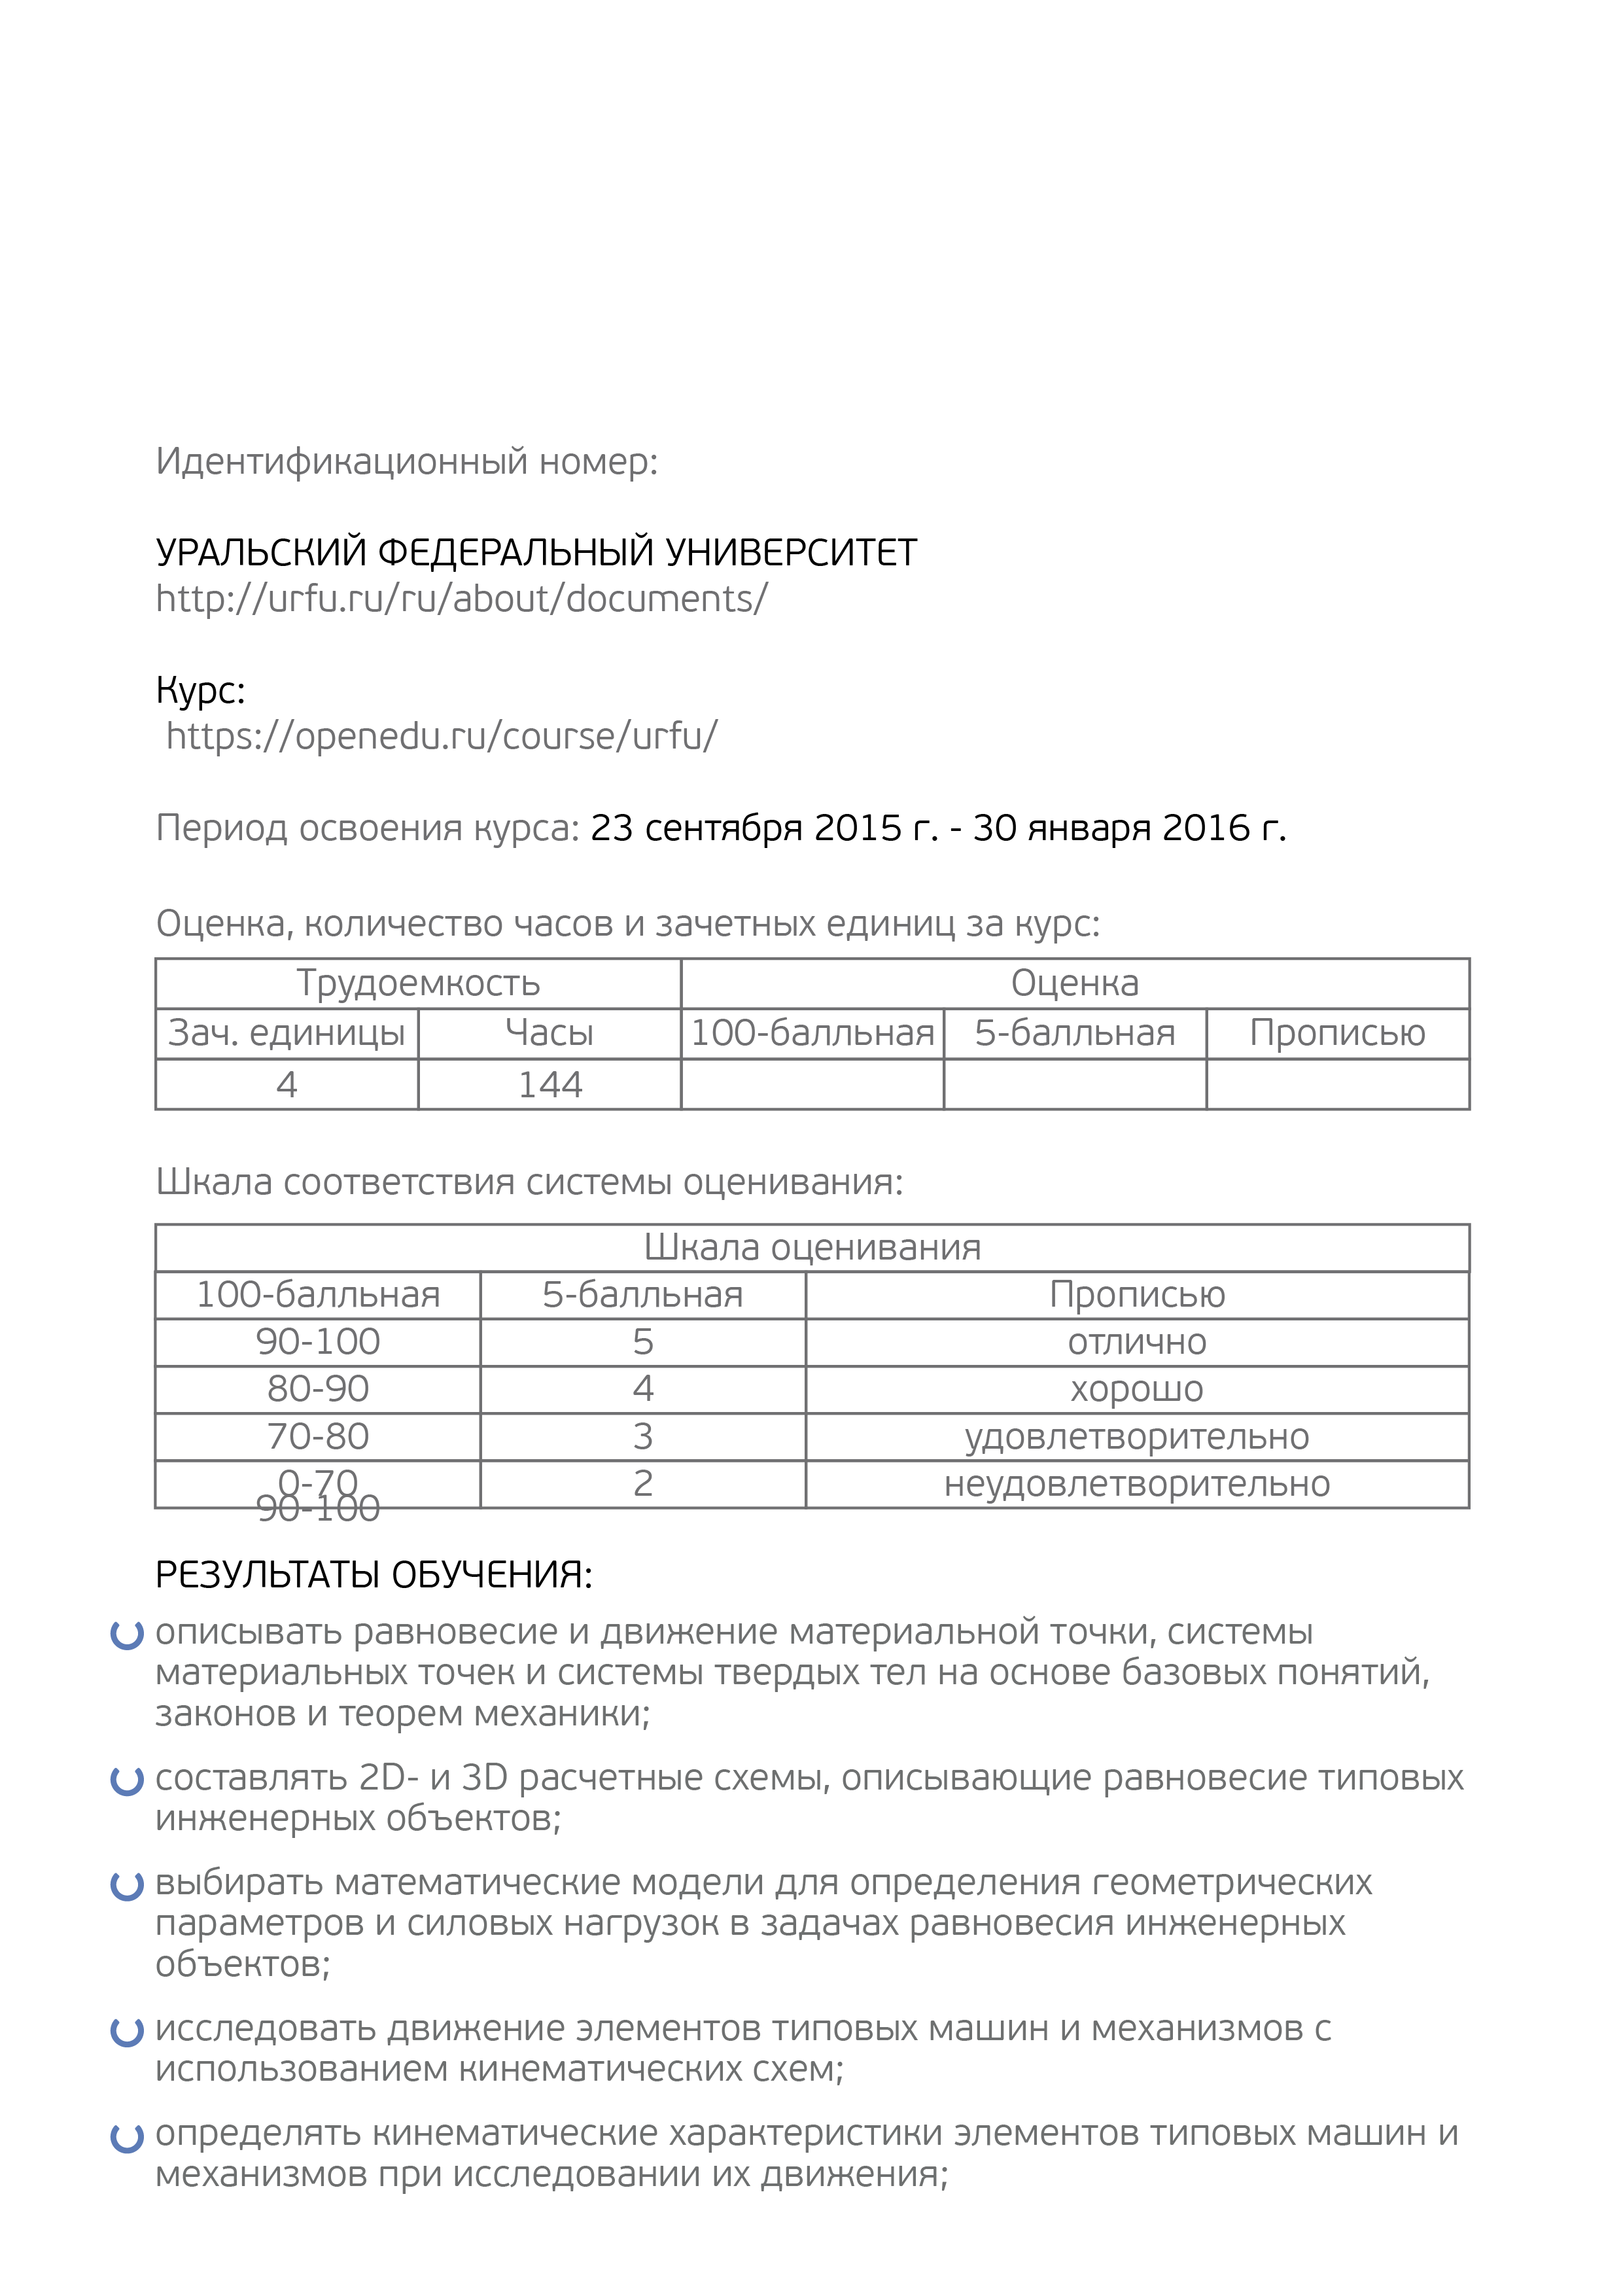 Идентификационный номер:
УРАЛЬСКИЙ ФЕДЕРАЛЬНЫЙ УНИВЕРСИТЕТ
http://urfu.ru/ru/about/documents/
Курс:
https://openedu.ru/course/urfu/
Период освоения курса: 23 сентября 2015 г. - 30 января 2016 г.
Оценка, количество часов и зачетных единиц за курс:
Трудоемкость Оценка
Зач. единицы Часы 100-балльная 5-балльная Прописью
4 144
Шкала соответствия системы оценивания:
Шкала оценивания
100-балльная 5-балльная Прописью
90-100 5 отлично
80-90 4 хорошо
70-80 3 удовлетворительно
0-70 2 неудовлетворительно
90-100
РЕЗУЛЬТАТЫ ОБУЧЕНИЯ:
описывать равновесие и движение материальной точки, системы
материальных точек и системы твердых тел на основе базовых понятий,
законов и теорем механики;
составлять 2D- и 3D расчетные схемы, описывающие равновесие типовых
инженерных объектов;
выбирать математические модели для определения геометрических
параметров и силовых нагрузок в задачах равновесия инженерных
объектов;
исследовать движение элементов типовых машин и механизмов с
использованием кинематических схем;
определять кинематические характеристики элементов типовых машин и
механизмов при исследовании их движения;